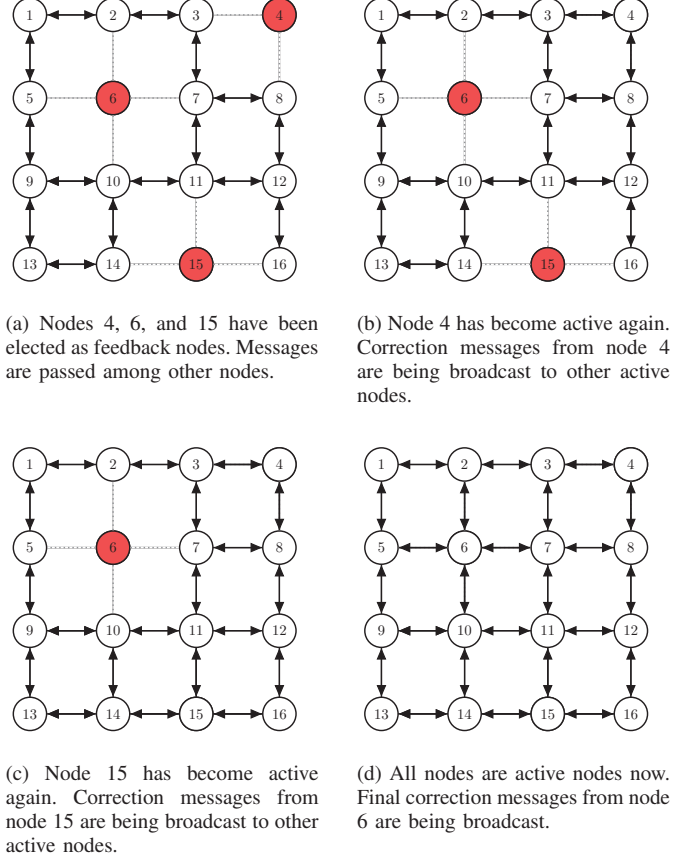 1 2 3 4
5 6 7 8
9 10 11 12
13 14 15 16
(a) Nodes 4, 6, and 15 have been
elected as feedback nodes. Messages
are passed among other nodes.
1 2 3 4
5 6 7 8
9 10 11 12
13 14 15 16
(b) Node 4 has become active again.
Correction messages from node 4
are being broadcast to other active
nodes.
1 2 3 4
5 6 7 8
9 10 11 12
13 14 15 16
(c) Node 15 has become active
again. Correction messages from
node 15 are being broadcast to other
active nodes.
1 2 3 4
5 6 7 8
9 10 11 12
13 14 15 16
(d) All nodes are active nodes now.
Final correction messages from node
6 are being broadcast.